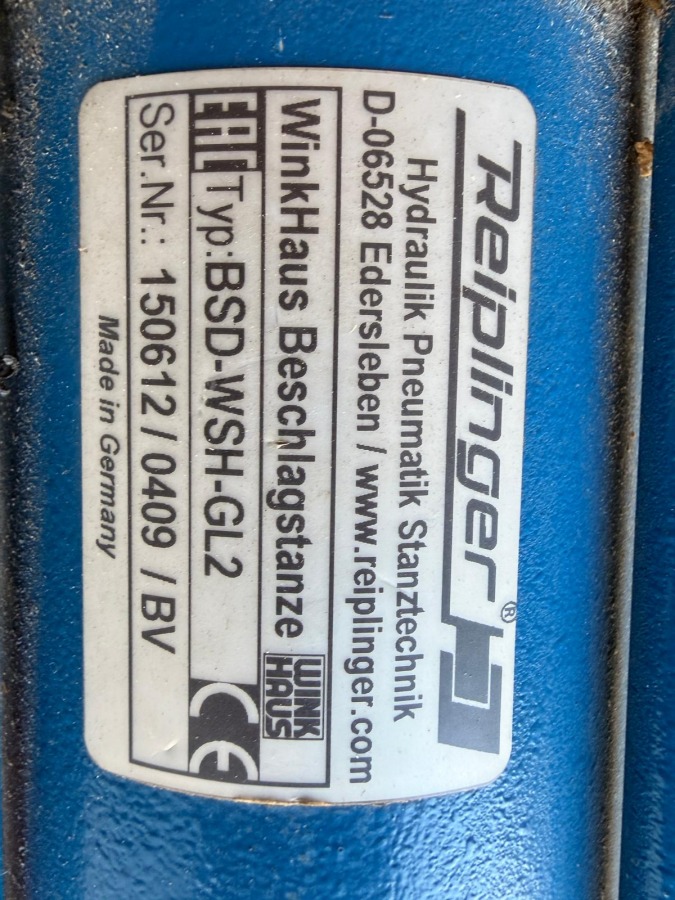 Reiplinger®
Hydraulik Pneumatik Stanztechnik
D-06528 Edersleben / www.reiplinger.com
WinkHaus Beschlagstanze WINK HAUS
EAC Typ:BSD-WSH-GL2 CE
Ser.Nr.: 150612 / 0409 / BV
Made in Germany